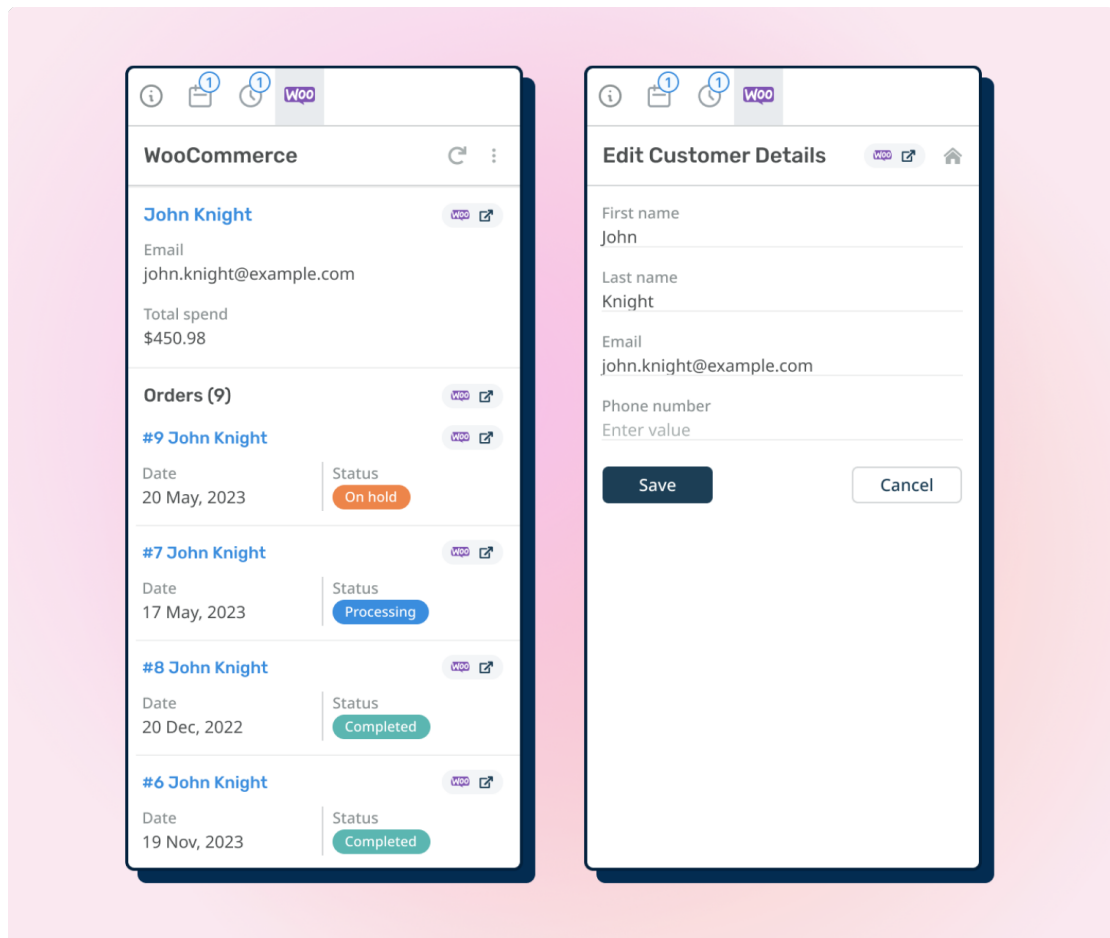 1 1 WOO
WooCommerce
John Knight WOO
Email
john.knight@example.com
Total spend
$450.98
Orders (9) WOO
#9 John Knight WOO
Date Status
20 May, 2023 On hold
#7 John Knight WOO
Date Status
17 May, 2023 Processing
#8 John Knight WOO
Date Status
20 Dec, 2022 Completed
#6 John Knight WOO
Date Status
19 Nov, 2023 Completed
1 1 WOO
Edit Customer Details WOO
First name
John
Last name
Knight
Email
john.knight@example.com
Phone number
Enter value
Save Cancel